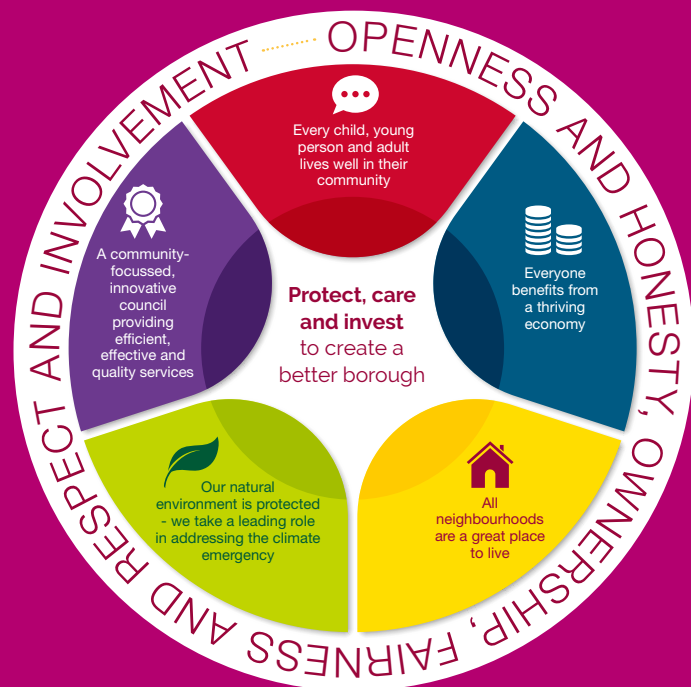 OPENNESS AND HONESTY, OWNERSHIP, FAIRNESS AND RESPECT AND INVOLVEMENT
Every child, young
person and adult
lives well in their
community
Everyone
benefits from
a thriving
economy
All
neighbourhoods
are a great place
to live
Our natural
environment is protected
- we take a leading role
in addressing the climate
emergency
A community-
focussed,
innovative
council
providing
efficient,
effective and
quality services
Protect, care
and invest
to create a
better borough